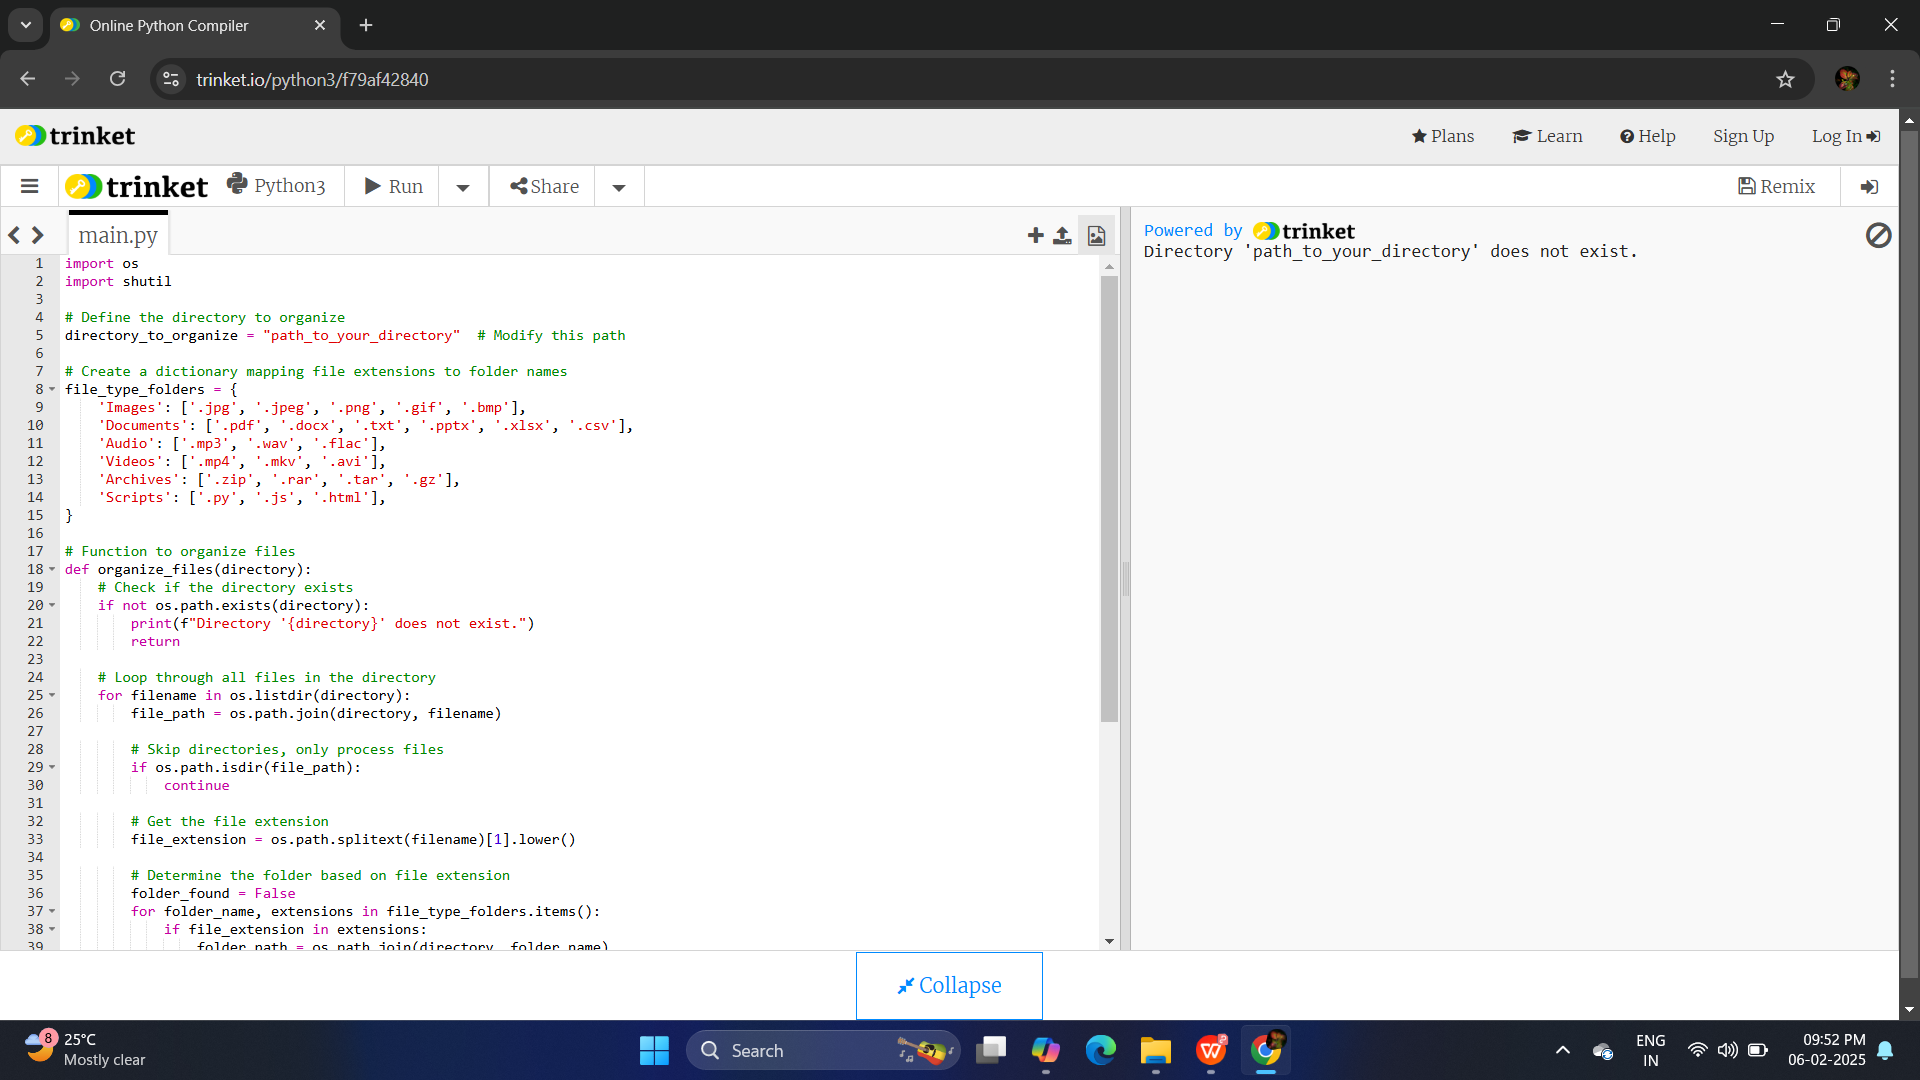 Online Python Compiler
trinket.io/python3/f79af42840
trinket
Plans
Learn
Help
Sign Up
Log In
trinket
Python3
Run
Share
Remix
main.py
1 import os
2 import shutil
3
4 # Define the directory to organize
5 directory_to_organize = "path_to_your_directory"  # Modify this path
6
7 # Create a dictionary mapping file extensions to folder names
8 file_type_folders = {
9     'Images': ['.jpg', '.jpeg', '.png', '.gif', '.bmp'],
10     'Documents': ['.pdf', '.docx', '.txt', '.pptx', '.xlsx', '.csv'],
11     'Audio': ['.mp3', '.wav', '.flac'],
12     'Videos': ['.mp4', '.mkv', '.avi'],
13     'Archives': ['.zip', '.rar', '.tar', '.gz'],
14     'Scripts': ['.py', '.js', '.html'],
15 }
16
17 # Function to organize files
18 def organize_files(directory):
19     # Check if the directory exists
20     if not os.path.exists(directory):
21         print(f"Directory '{directory}' does not exist.")
22         return
23
24     # Loop through all files in the directory
25     for filename in os.listdir(directory):
26         file_path = os.path.join(directory, filename)
27
28         # Skip directories, only process files
29         if os.path.isdir(file_path):
30             continue
31
32         # Get the file extension
33         file_extension = os.path.splitext(filename)[1].lower()
34
35         # Determine the folder based on file extension
36         folder_found = False
37         for folder_name, extensions in file_type_folders.items():
38             if file_extension in extensions:
39                 folder_path = os.path.join(directory, folder_name)
Powered by trinket
Directory 'path_to_your_directory' does not exist.
Collapse
8
25°C
Mostly clear
Search
W
ENG
IN
09:52 PM
06-02-2025